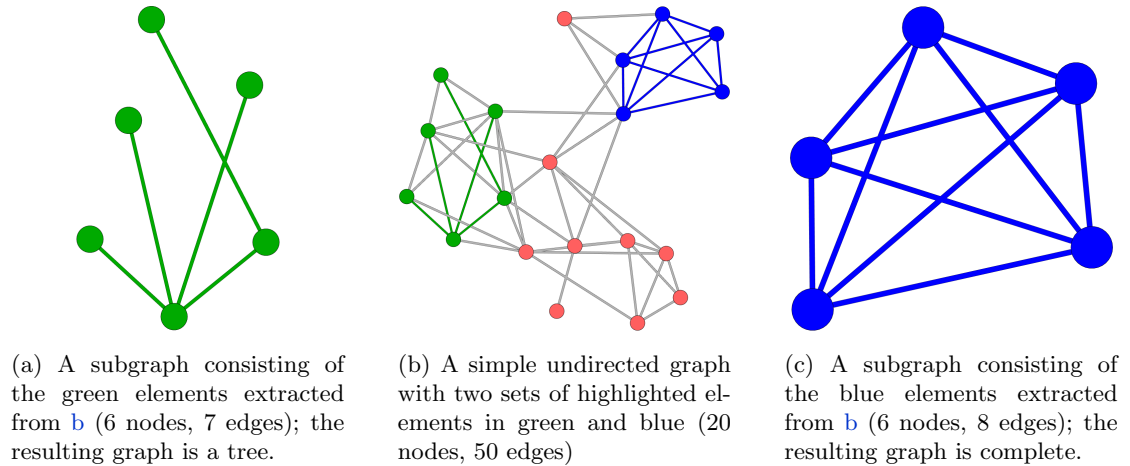 (a) A subgraph consisting of
the green elements extracted
from b (6 nodes, 7 edges); the
resulting graph is a tree.
(b) A simple undirected graph
with two sets of highlighted el-
ements in green and blue (20
nodes, 50 edges)
(c) A subgraph consisting of
the blue elements extracted
from b (6 nodes, 8 edges); the
resulting graph is complete.